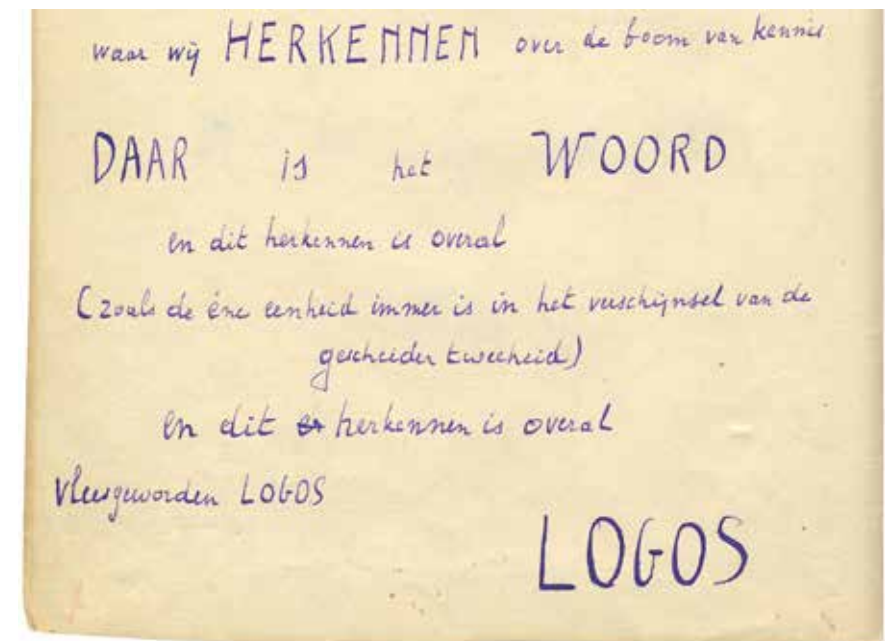 waar wij HERKENNEN over de boom van kennis
DAAR is het WOORD
en dit herkennen is overal
(zoals de éne eenheid immer is in het verschijnsel van de
gescheiden tweeheid)
en dit herkennen is overal
vleesgeworden LOGOS
LOGOS